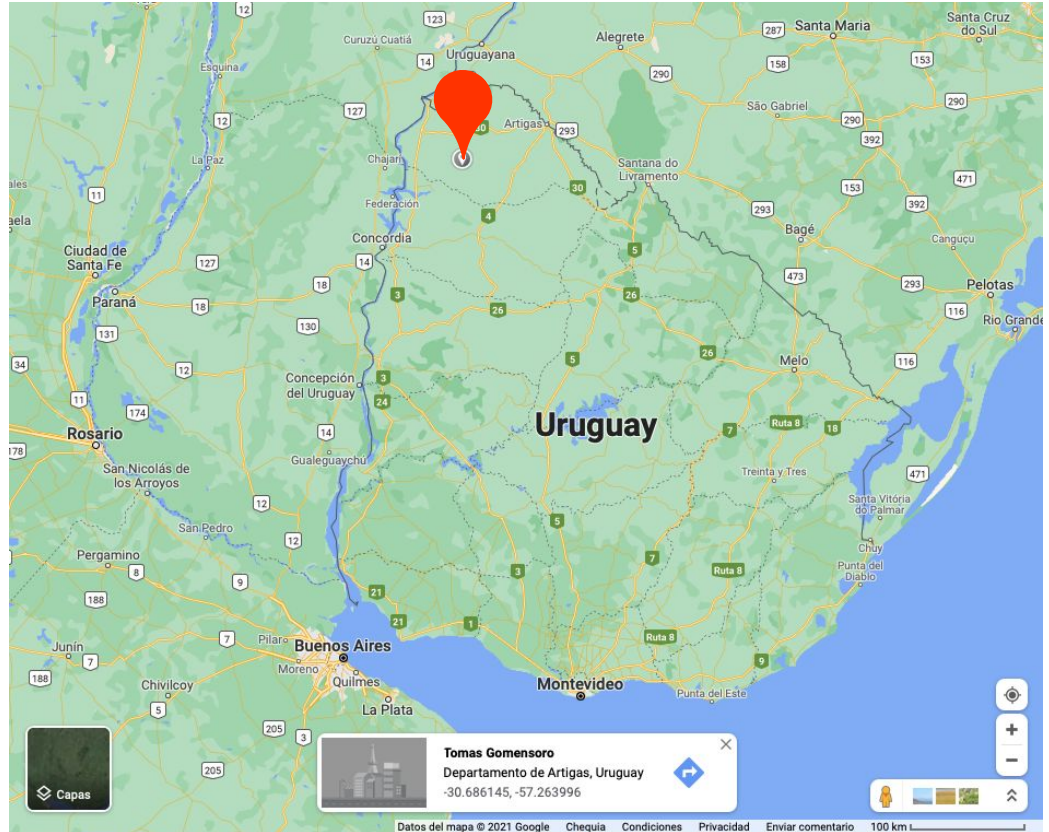 12
123
Curuzú Cuatiá
14
Uruguayana
Alegrete
287
Santa Maria
Santa Cruz
do Sul
153
158
Esquina
14
290
127
12
30
Artigas
293
São Gabriel
290
290
392
153
La Paz
Chajarí
Santana do
Livramento
471
ales
11
Federación
30
153
392
4
293
aela
Concordia
5
Bagé
Canguçu
Ciudad de
Santa Fe
127
14
473
293
Pelotas
18
3
26
Paraná
18
26
116
Rio Grande
131
130
34
12
5
26
Melo
116
Concepción
del Uruguay
3
24
11
174
Uruguay
Ruta 8
18
7
Rosario
14
178
Gualeguaychú
San Nicolás de
los Arroyos
Treinta y Tres
471
12
Santa Vitória
do Palmar
San Pedro
5
12
Chuy
Pergamino
8
9
3
7
Ruta 8
Punta del
Diablo
188
21
21
1
Ruta 8
Junín
7
7
Pilar
Buenos Aires
9
188
Moreno
Quilmes
Montevideo
Punta del Este
Chivilcoy
5
La Plata
205
3
205
Capas
Tomas Gomensoro
Departamento de Artigas, Uruguay
-30.686145, -57.263996
Datos del mapa © 2021 Google Chequia Condiciones Privacidad Enviar comentario 100 km